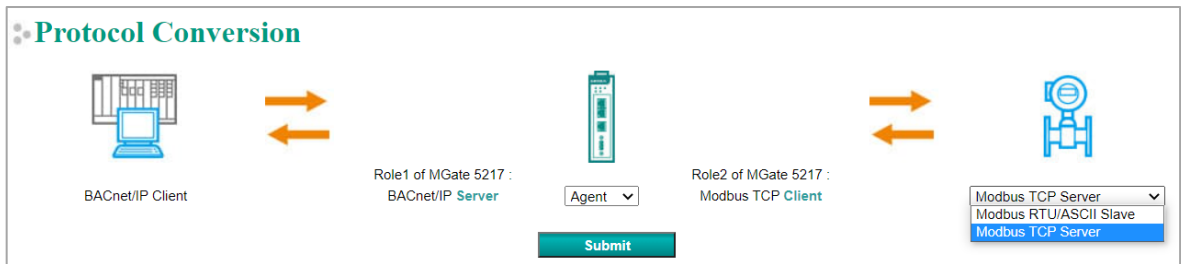 Protocol Conversion
Role1 of MGate 5217 :
Role2 of MGate 5217 :
BACnet/IP Client
BACnet/IP Server
Agent
Modbus TCP Client
Modbus TCP Server
Modbus RTU/ASCII Slave
Modbus TCP Server
Submit